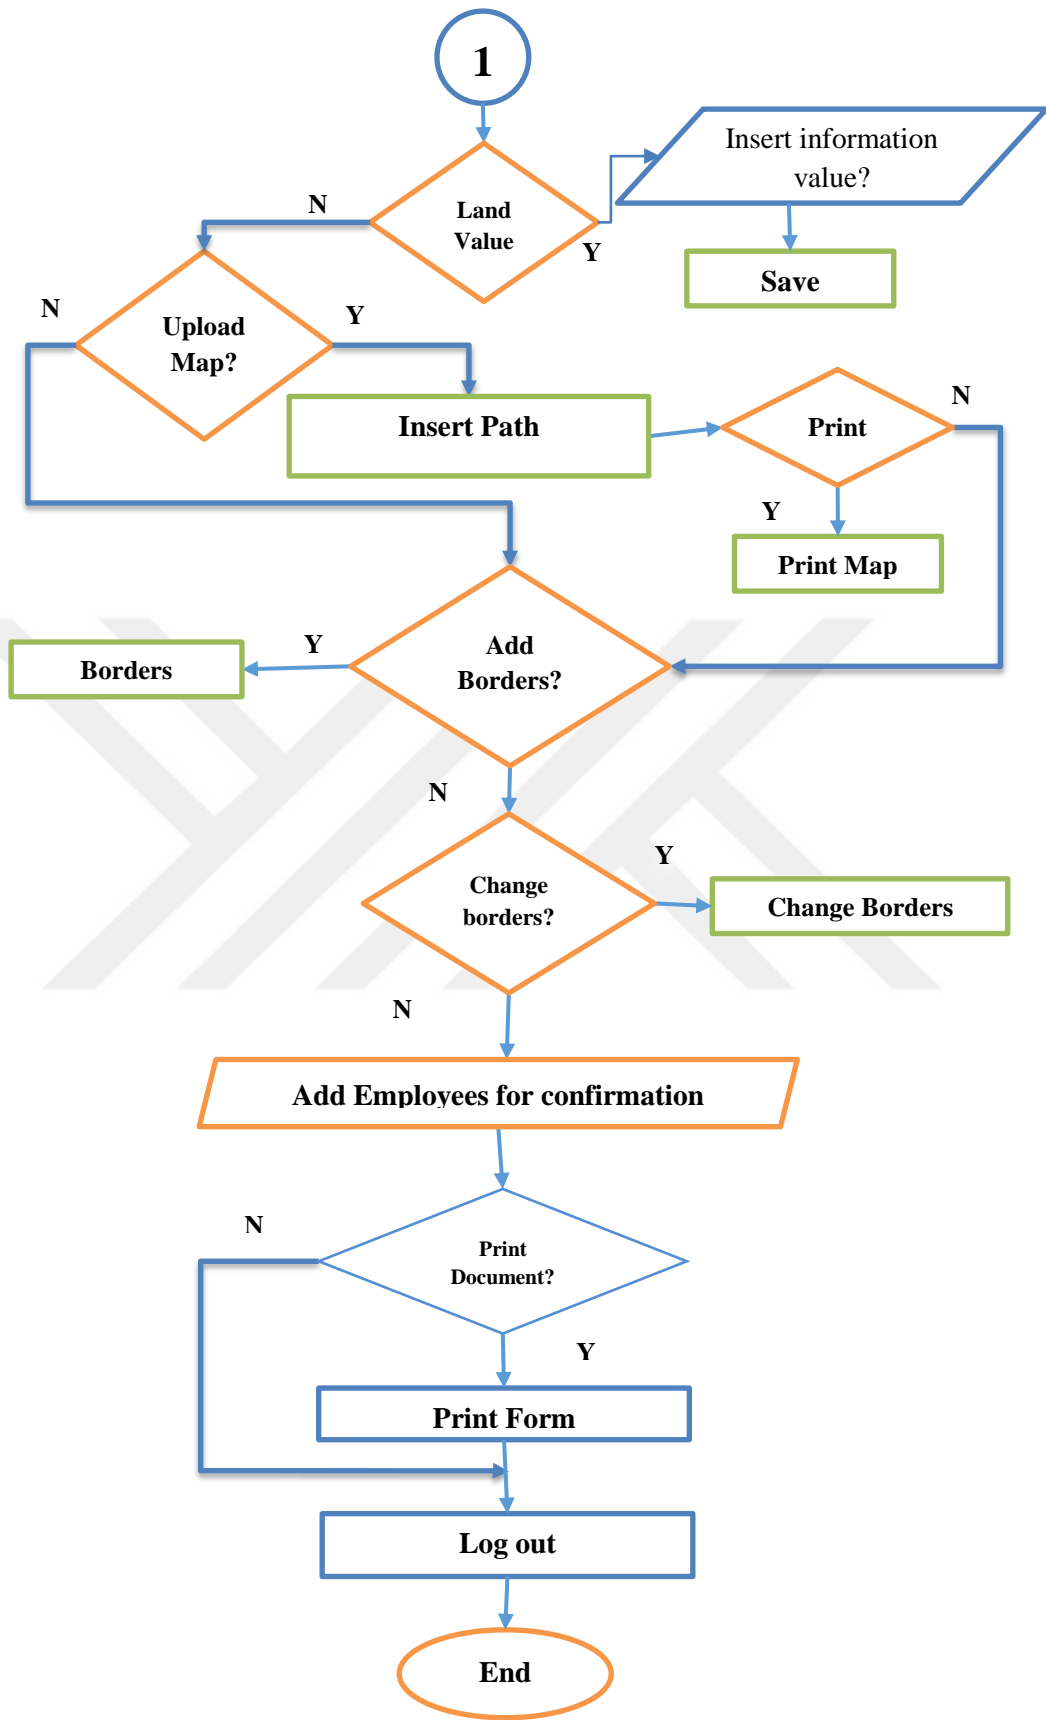 1
Insert information
value?
N
Land
Value
Y
Save
N
Upload
Map?
Y
Insert Path
Print
N
Y
Print Map
Borders
Y
Add
Borders?
N
Change
borders?
Y
Change Borders
N
Add Employees for confirmation
N
Print
Document?
Y
Print Form
Log out
End